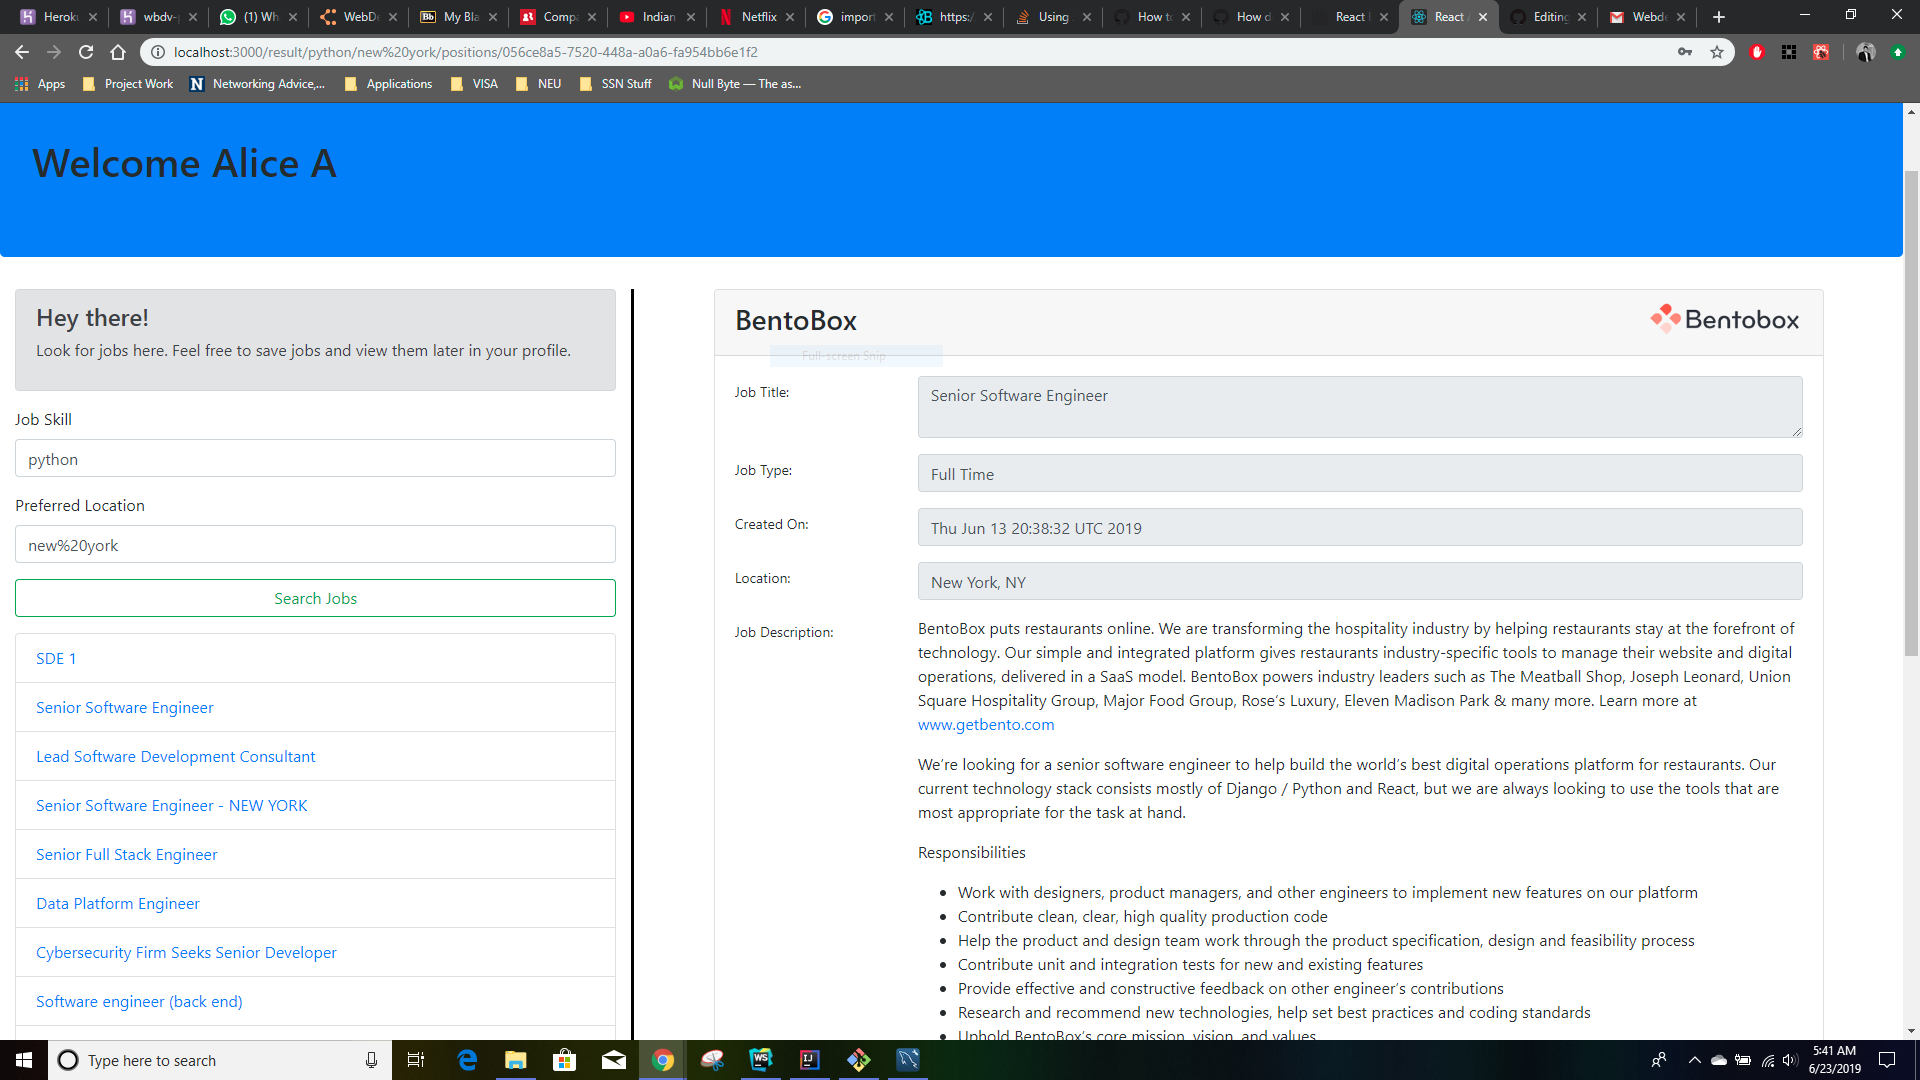 Heroku
wbdv-
(1) Wh
WebD
My Bla
Comp
Indian
Netflix
import
https:/
Using
How to
How d
React
React
Editing
Webde
localhost:3000/result/python/new%20york/positions/056ce8a5-7520-448a-a0a6-fa954bb6e1f2
Apps
Project Work
Networking Advice,...
Applications
VISA
NEU
SSN Stuff
Null Byte — The as...
Welcome Alice A
Hey there!
Look for jobs here. Feel free to save jobs and view them later in your profile.
Job Skill
python
Preferred Location
new%20york
Search Jobs
SDE 1
Senior Software Engineer
Lead Software Development Consultant
Senior Software Engineer - NEW YORK
Senior Full Stack Engineer
Data Platform Engineer
Cybersecurity Firm Seeks Senior Developer
Software engineer (back end)
BentoBox
Bentobox
Full-screen Snip
Job Title:
Senior Software Engineer
Job Type:
Full Time
Created On:
Thu Jun 13 20:38:32 UTC 2019
Location:
New York, NY
Job Description:
BentoBox puts restaurants online. We are transforming the hospitality industry by helping restaurants stay at the forefront of
technology. Our simple and integrated platform gives restaurants industry-specific tools to manage their website and digital
operations, delivered in a SaaS model. BentoBox powers industry leaders such as The Meatball Shop, Joseph Leonard, Union
Square Hospitality Group, Major Food Group, Rose’s Luxury, Eleven Madison Park & many more. Learn more at
www.getbento.com
We’re looking for a senior software engineer to help build the world’s best digital operations platform for restaurants. Our
current technology stack consists mostly of Django / Python and React, but we are always looking to use the tools that are
most appropriate for the task at hand.
Responsibilities
• Work with designers, product managers, and other engineers to implement new features on our platform
• Contribute clean, clear, high quality production code
• Help the product and design team work through the product specification, design and feasibility process
• Contribute unit and integration tests for new and existing features
• Provide effective and constructive feedback on other engineer’s contributions
• Research and recommend new technologies, help set best practices and coding standards
• Uphold BentoBox’s core mission, vision, and values
Type here to search
5:41 AM
6/23/2019